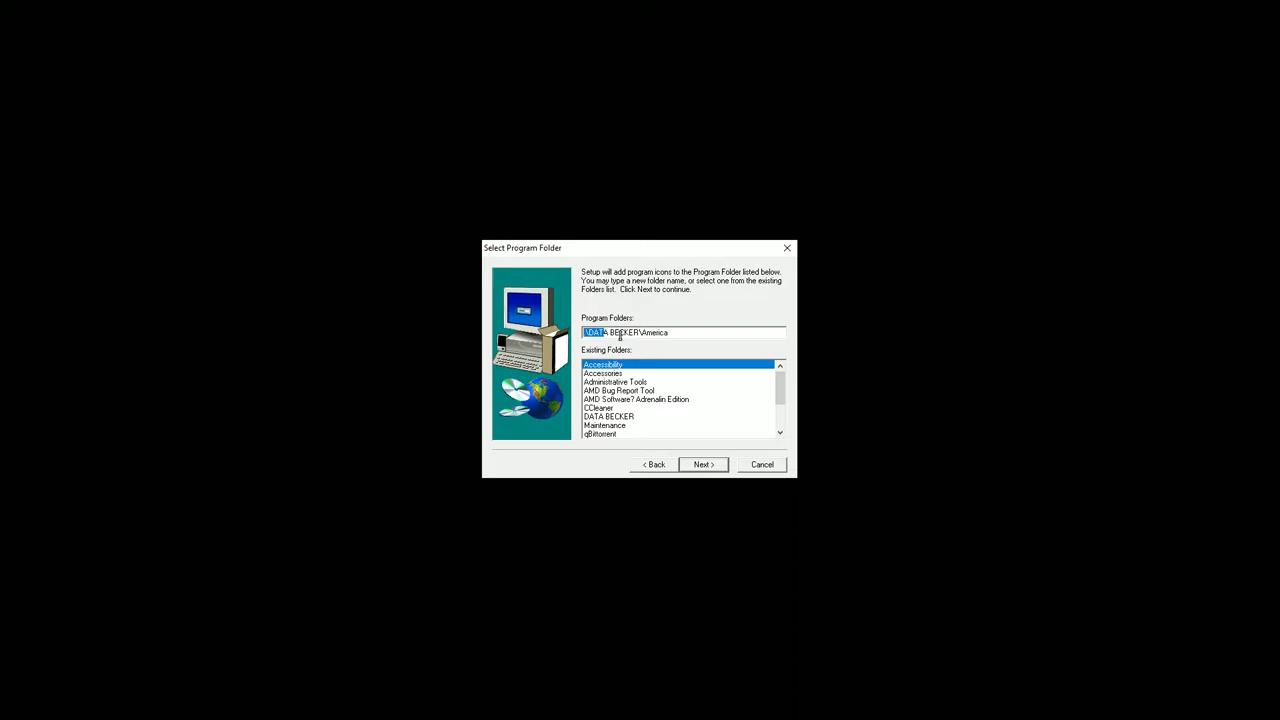 Select Program Folder
Setup will add program icons to the Program Folder listed below.
You may type a new folder name, or select one from the existing
Folders list. Click Next to continue.
Program Folders:
\DATA BECKER\America
Existing Folders:
Accessibility
Accessories
Administrative Tools
AMD Bug Report Tool
AMD Software? Adrenalin Edition
CCleaner
DATA BECKER
Maintenance
qBittorrent
< Back
Next >
Cancel